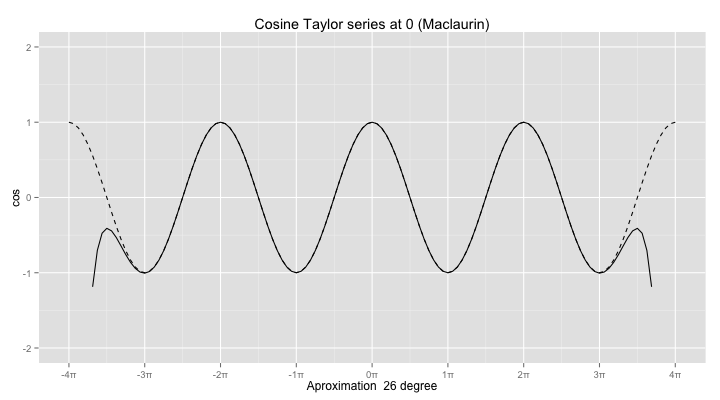 Cosine Taylor series at 0 (Maclaurin)
2
1
0
-1
-2
cos
-4π
-3π
-2π
-1π
0π
1π
2π
3π
4π
Aproximation  26 degree